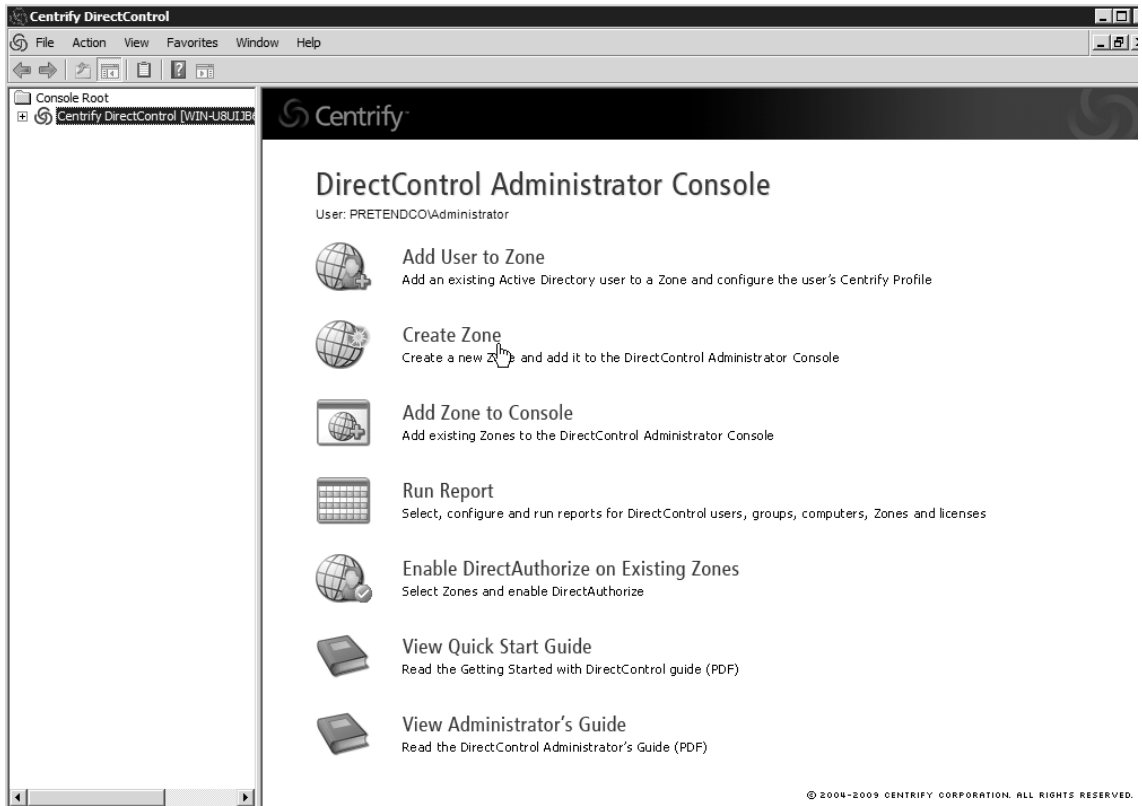 Centrify DirectControl
File Action View Favorites Window Help
Console Root
Centrify DirectControl [WIN-U8UIJB
Centrify
DirectControl Administrator Console
User: PRETENDCO\Administrator
Add User to Zone
Add an existing Active Directory user to a Zone and configure the user's Centrify Profile
Create Zone
Create a new Zone and add it to the DirectControl Administrator Console
Add Zone to Console
Add existing Zones to the DirectControl Administrator Console
Run Report
Select, configure and run reports for DirectControl users, groups, computers, Zones and licenses
Enable DirectAuthorize on Existing Zones
Select Zones and enable DirectAuthorize
View Quick Start Guide
Read the Getting Started with DirectControl guide (PDF)
View Administrator's Guide
Read the DirectControl Administrator's Guide (PDF)
© 2004-2009 CENTRIFY CORPORATION. ALL RIGHTS RESERVED.